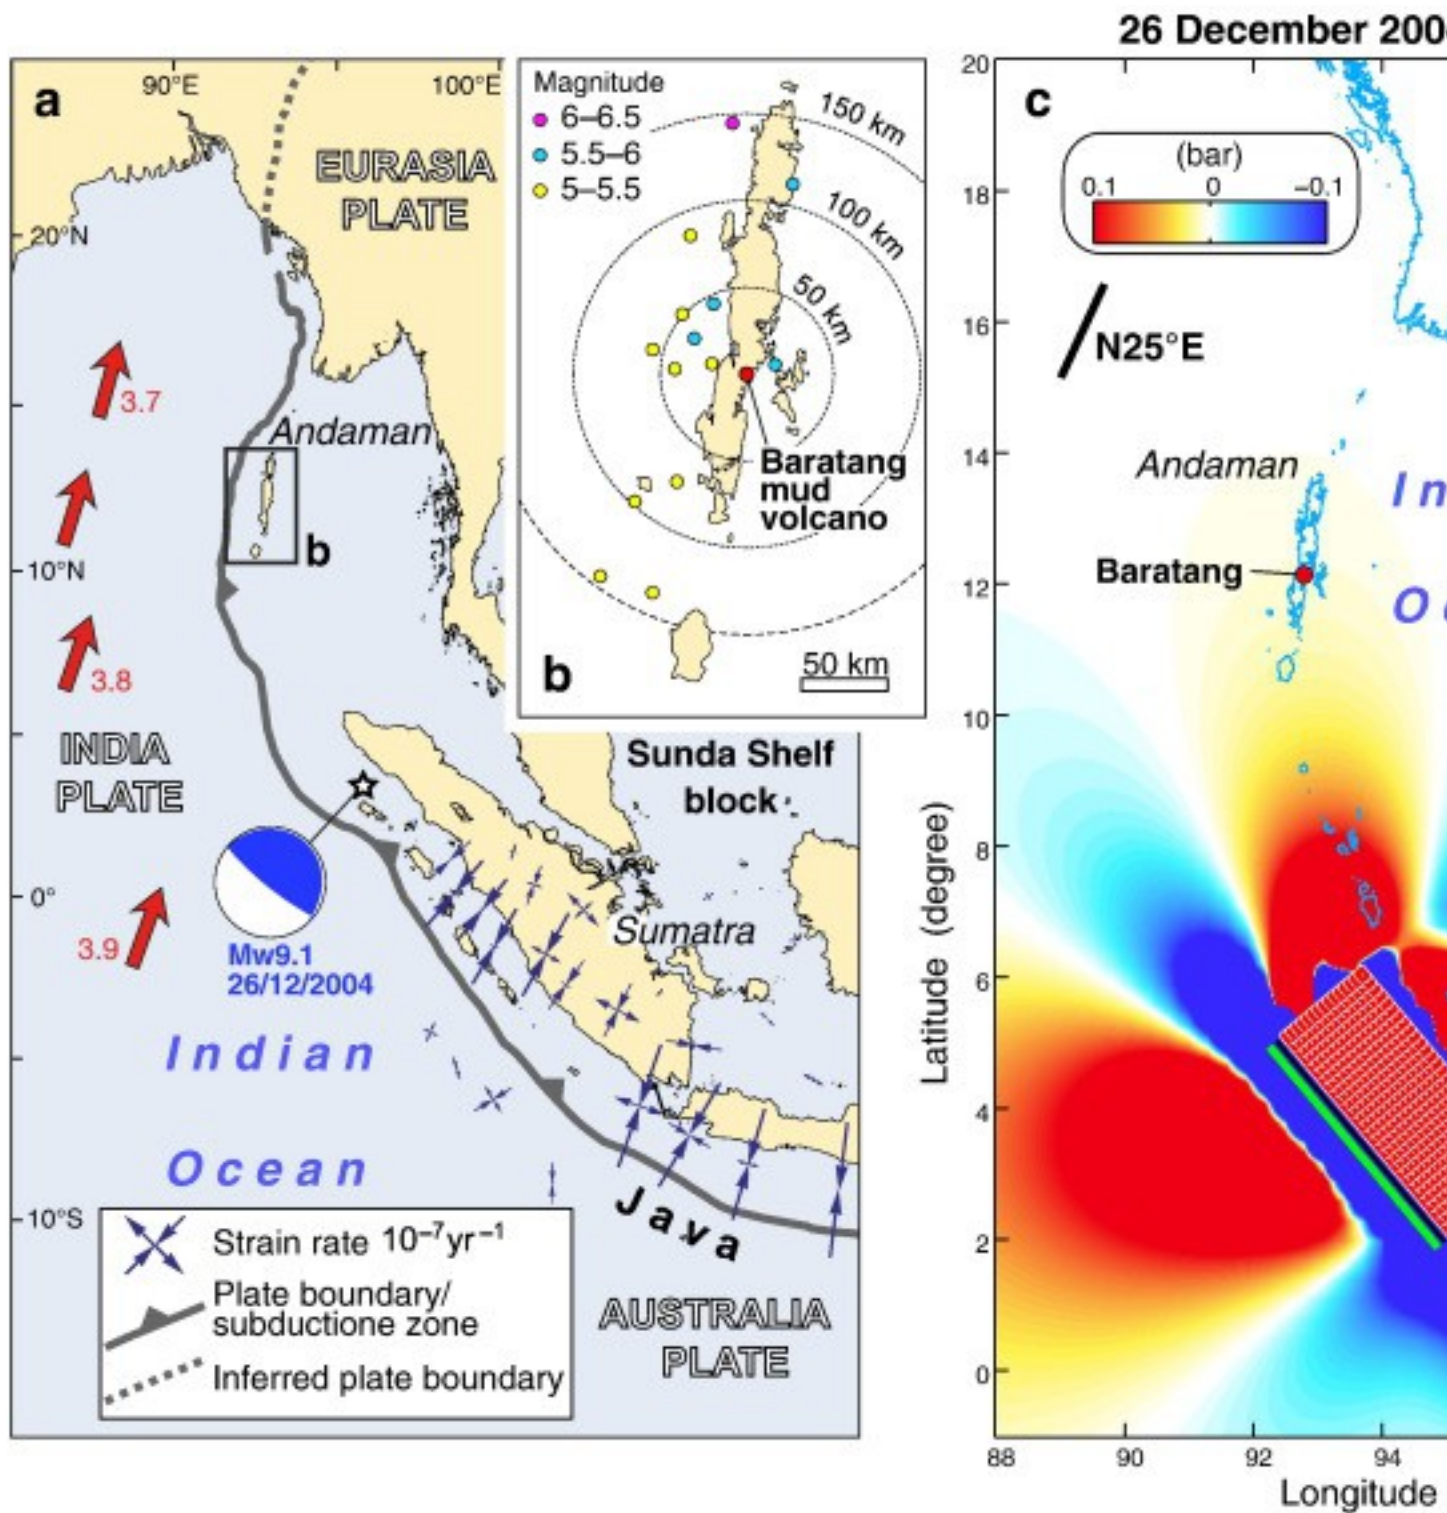 26 December 200
a
90°E
100°E
EURASIA
PLATE
20°N
3.7
Andaman
b
10°N
3.8
INDIA
PLATE
Sunda Shelf
block
0°
3.9
Mw9.1
26/12/2004
Sumatra
Indian
Ocean
10°S
Java
AUSTRALIA
PLATE
Strain rate 10⁻⁷yr⁻¹
Plate boundary/
subductione zone
Inferred plate boundary
Magnitude
6–6.5
5.5–6
5–5.5
150 km
100 km
50 km
Baratang
mud
volcano
b
50 km
c
(bar)
0.1 0 −0.1
N25°E
Andaman
In
Baratang
O
20
18
16
14
12
10
8
6
4
2
0
Latitude (degree)
88 90 92 94
Longitude